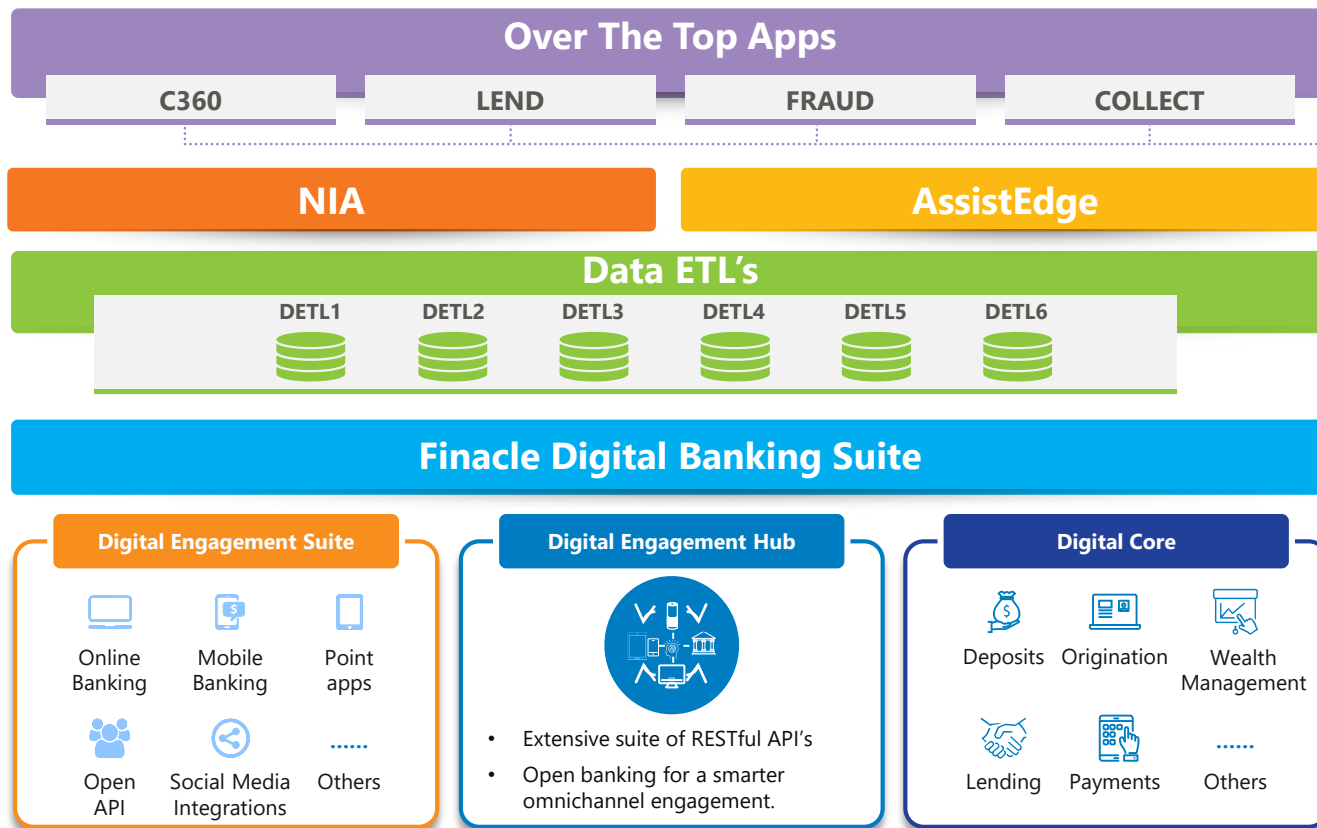 Over The Top Apps
C360
LEND
FRAUD
COLLECT
NIA
AssistEdge
Data ETL’s
DETL1
DETL2
DETL3
DETL4
DETL5
DETL6
Finacle Digital Banking Suite
Digital Engagement Suite
Online
Banking
Mobile
Banking
Point
apps
Open
API
Social Media
Integrations
......
Others
Digital Engagement Hub
• Extensive suite of RESTful API’s
• Open banking for a smarter
omnichannel engagement.
Digital Core
Deposits
Origination
Wealth
Management
Lending
Payments
......
Others